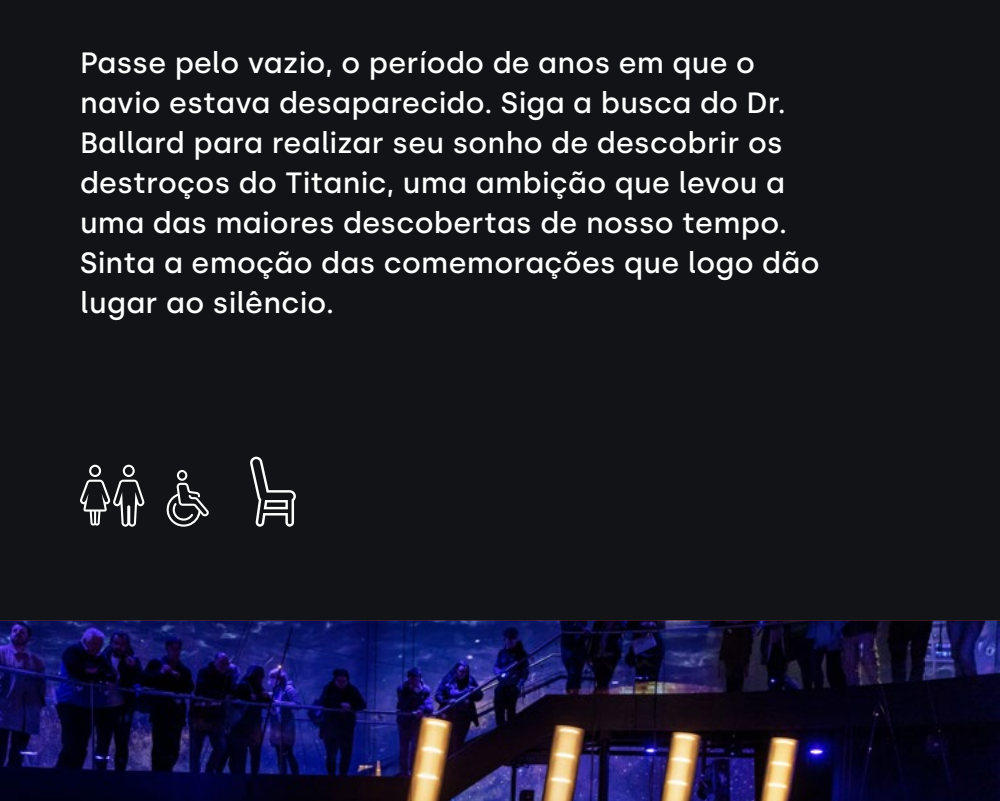 Passe pelo vazio, o período de anos em que o
navio estava desaparecido. Siga a busca do Dr.
Ballard para realizar seu sonho de descobrir os
destroços do Titanic, uma ambição que levou a
uma das maiores descobertas de nosso tempo.
Sinta a emoção das comemorações que logo dão
lugar ao silêncio.